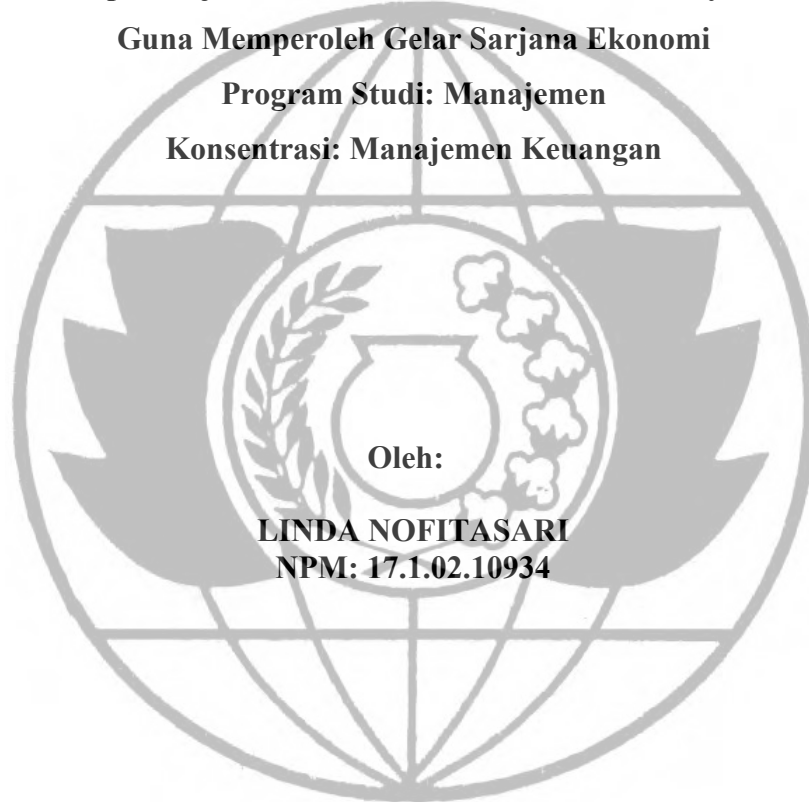 Guna Memperoleh Gelar Sarjana Ekonomi
Program Studi: Manajemen
Konsentrasi: Manajemen Keuangan
Oleh:
LINDA NOFITASARI
NPM: 17.1.02.10934